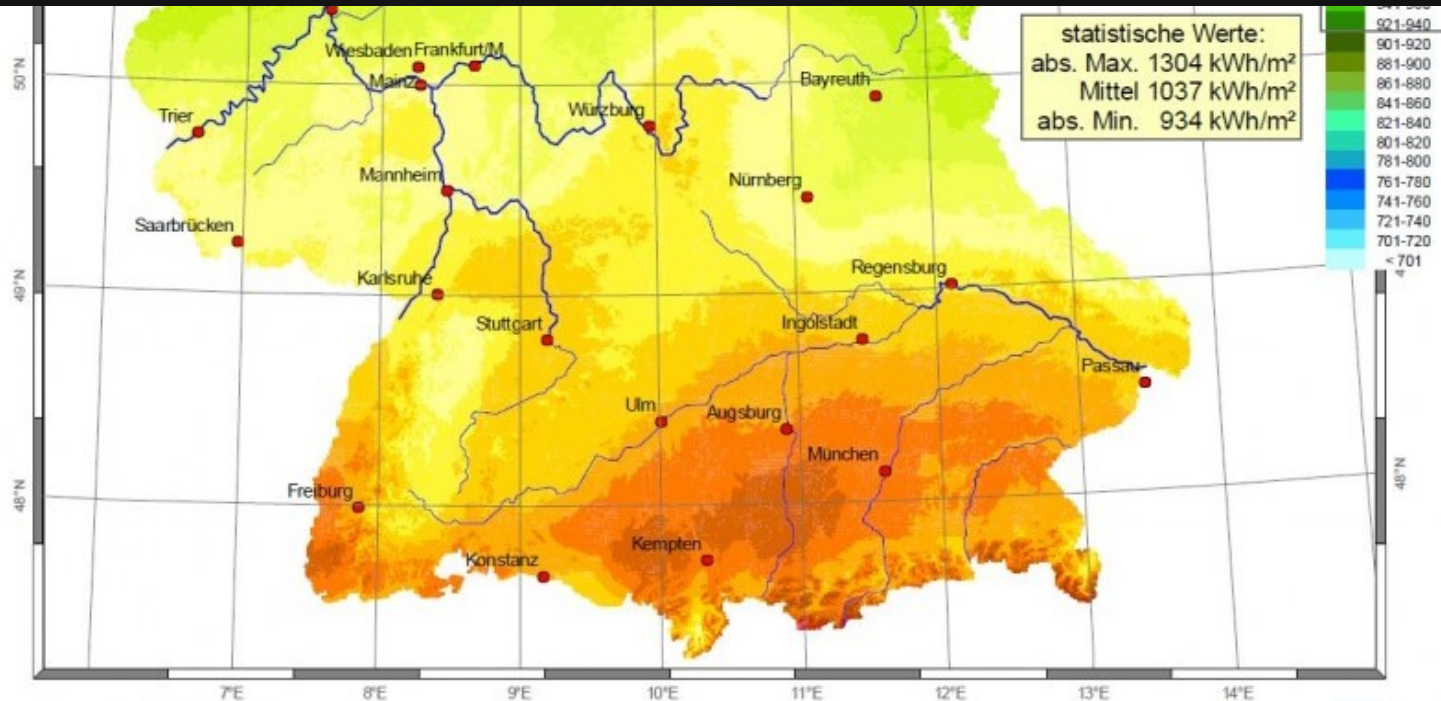 statistische Werte:
abs. Max. 1304 kWh/m²
Mittel 1037 kWh/m²
abs. Min. 934 kWh/m²
921-940
901-920
881-900
861-880
841-860
821-840
801-820
781-800
761-780
741-760
721-740
701-720
< 701
Wiesbaden
Frankfurt/M
Mainz
Bayreuth
Trier
Würzburg
Mannheim
Nürnberg
Saarbrücken
Karlsruhe
Regensburg
Stuttgart
Ingolstadt
Passau
Ulm
Augsburg
München
Freiburg
Konstanz
Kempten
50°N
49°N
48°N
4
48°N
7°E
8°E
9°E
10°E
11°E
12°E
13°E
14°E